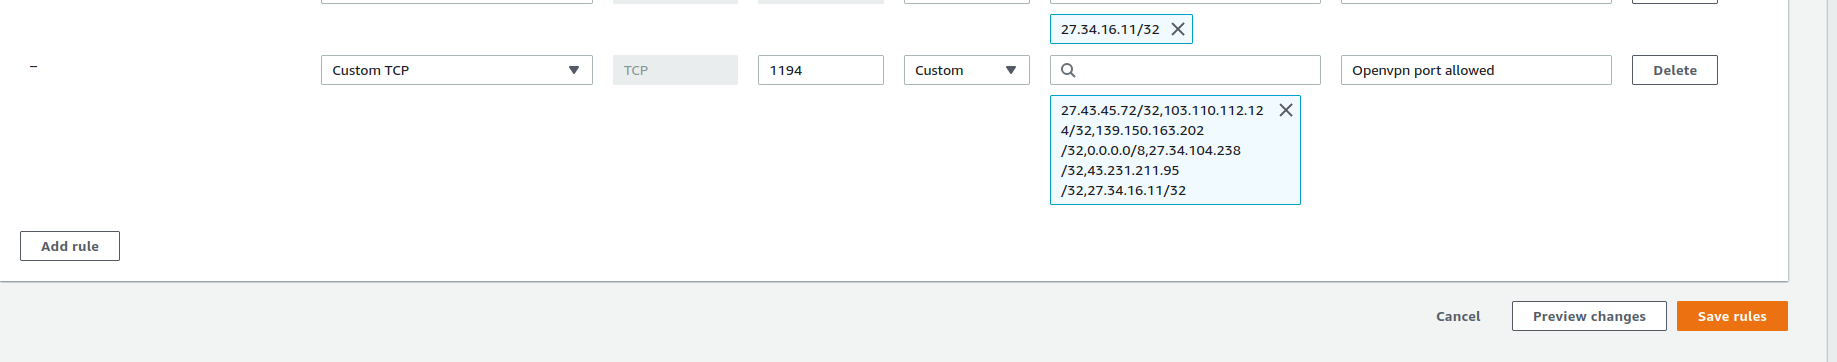 27.34.16.11/32
–
Custom TCP
TCP
1194
Custom
Openvpn port allowed
Delete
27.43.45.72/32,103.110.112.12
4/32,139.150.163.202
/32,0.0.0.0/8,27.34.104.238
/32,43.231.211.95
/32,27.34.16.11/32
Add rule
Cancel
Preview changes
Save rules